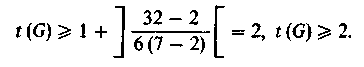 t (G) ⩾ 1 + ] (32 − 2) / (6 (7 − 2)) [ = 2, t (G) ⩾ 2.